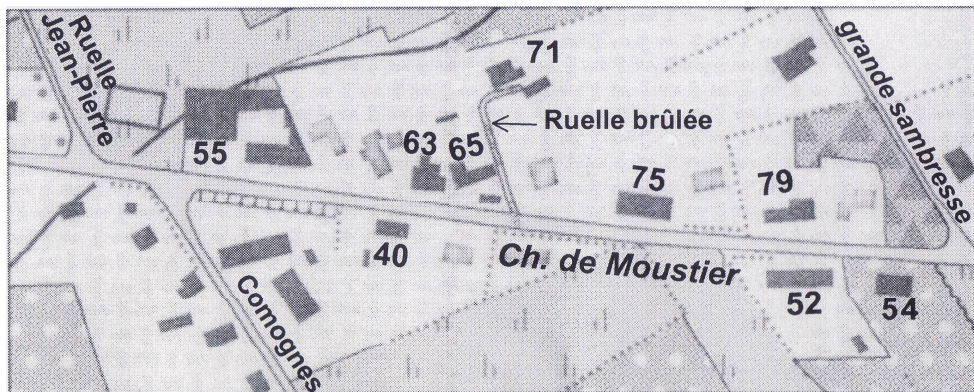 Ruelle
Jean-Pierre
55
63
65
71
Ruelle brûlée
75
79
grande sambresse
40
Ch. de Moustier
52
54
Comognes